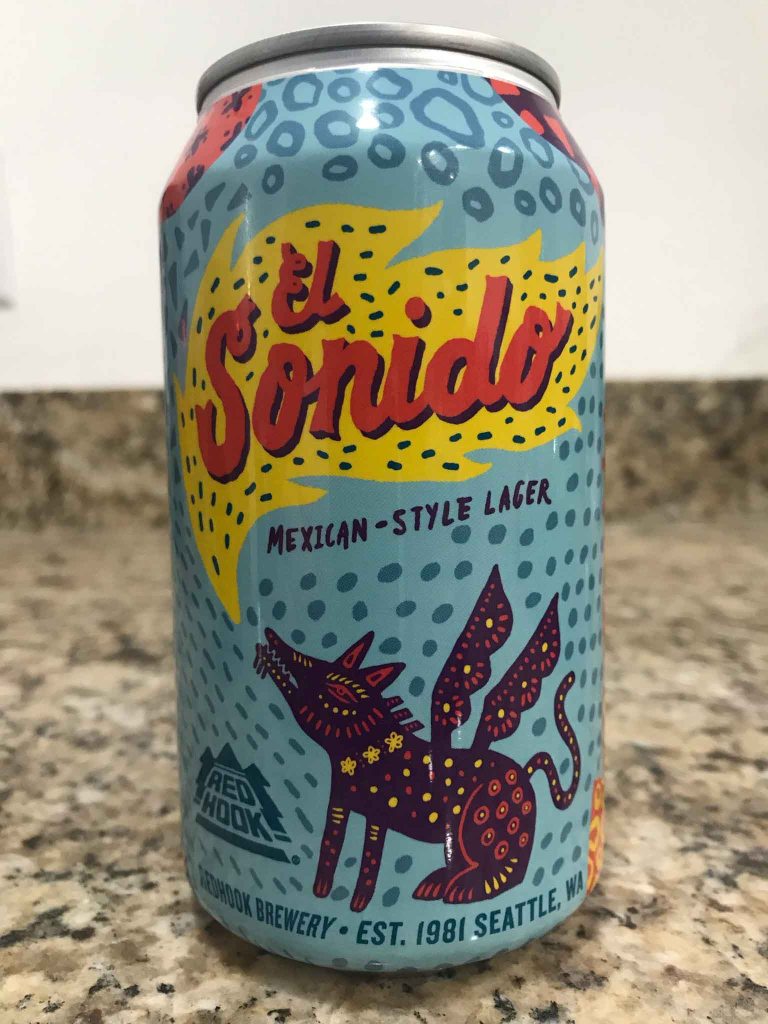 El
Sonido
MEXICAN-STYLE LAGER
RED
HOOK
REDHOOK BREWERY • EST. 1981 SEATTLE, WA